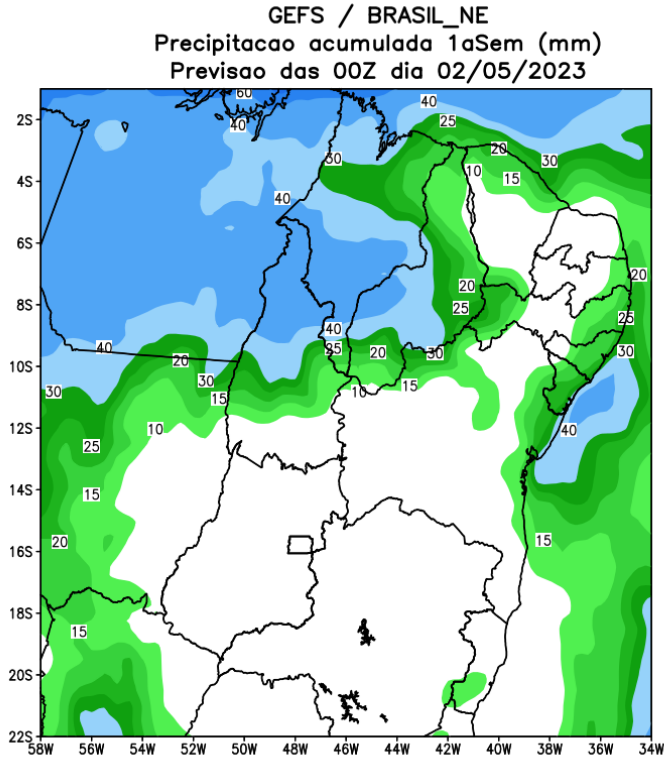 GEFS / BRASIL_NE
Precipitacao acumulada 1aSem (mm)
Previsao das 00Z dia 02/05/2023
60
40
40
25
2S
20
30
30
10
15
4S
40
6S
20
20
25
8S
25
40
25
20
30
30
40
20
10S
30
15
10
15
30
10
40
12S
25
15
14S
20
15
16S
15
18S
20S
22S
58W 56W 54W 52W 50W 48W 46W 44W 42W 40W 38W 36W 34W